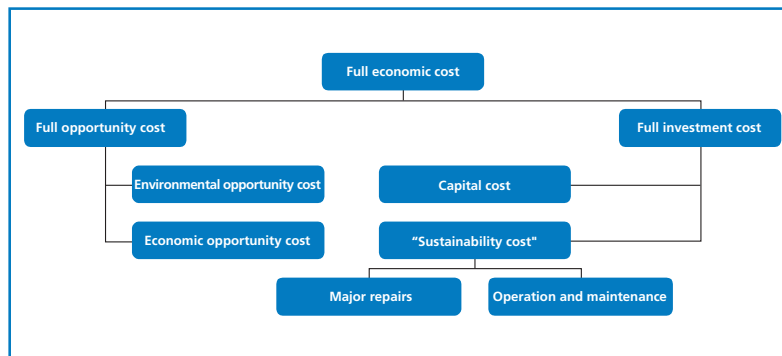 Full economic cost
Full opportunity cost
Full investment cost
Environmental opportunity cost
Capital cost
Economic opportunity cost
“Sustainability cost"
Major repairs
Operation and maintenance